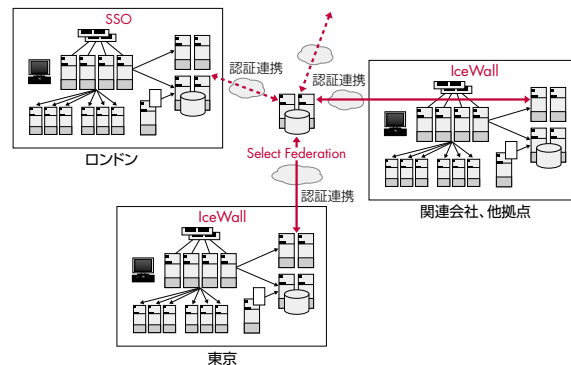 SSO
認証連携
認証連携
IceWall
ロンドン
Select Federation
認証連携
関連会社、他拠点
IceWall
東京